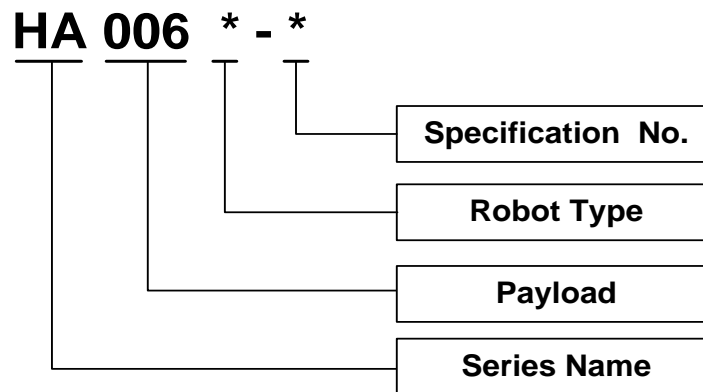 HA 006 * - *
Specification No.
Robot Type
Payload
Series Name